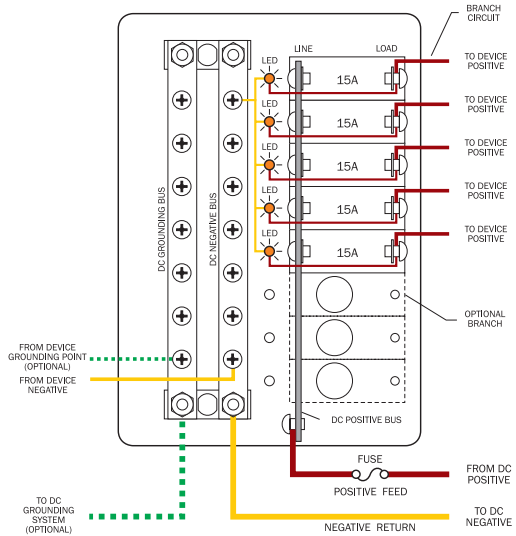 BRANCH
CIRCUIT
LED
LINE
LOAD
15A
TO DEVICE
POSITIVE
LED
15A
TO DEVICE
POSITIVE
LED
15A
TO DEVICE
POSITIVE
LED
15A
TO DEVICE
POSITIVE
LED
15A
TO DEVICE
POSITIVE
DC GROUNDING BUS
DC NEGATIVE BUS
OPTIONAL
BRANCH
FROM DEVICE
GROUNDING POINT
(OPTIONAL)
FROM DEVICE
NEGATIVE
DC POSITIVE BUS
FUSE
POSITIVE FEED
FROM DC
POSITIVE
TO DC
GROUNDING
SYSTEM
(OPTIONAL)
NEGATIVE RETURN
TO DC
NEGATIVE